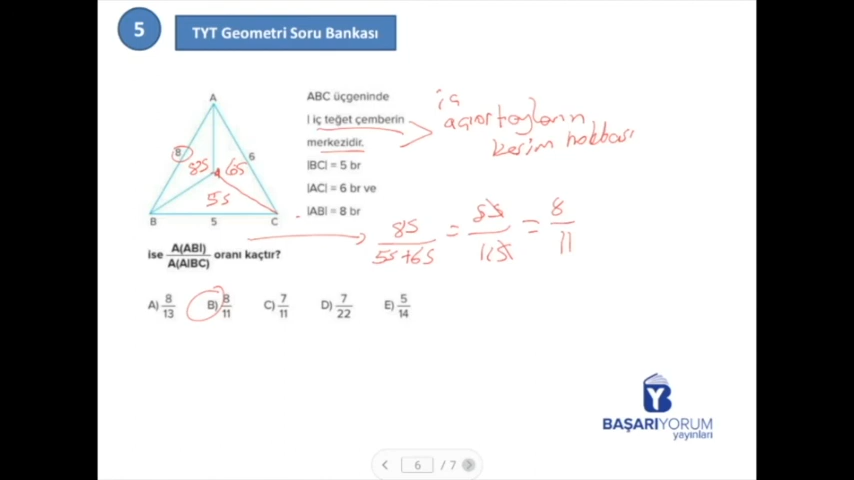 5
TYT Geometri Soru Bankası
A
8
6
8S
6S
5S
B
5
C
ABC üçgeninde
I iç teğet çemberin
merkezidir.
|BC| = 5 br
|AC| = 6 br ve
|AB| = 8 br
iç
açıortayların
kesim noktası
ise A(ABI)/A(AIBC) oranı kaçtır?
8S/5S+6S = 8S/11S = 8/11
A) 8/13 B) 8/11 C) 7/11 D) 7/22 E) 5/14
BAŞARIYORUM
yayınları
6 / 7